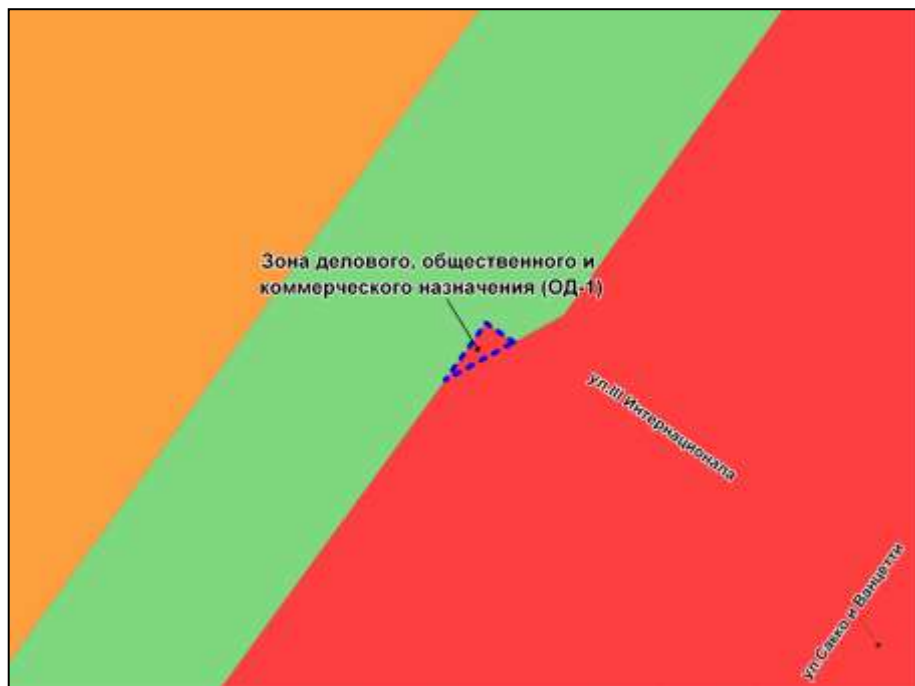 Зона делового, общественного и
коммерческого назначения (ОД-1)
ул.III Интернационала
ул Сакко и Ванцетти